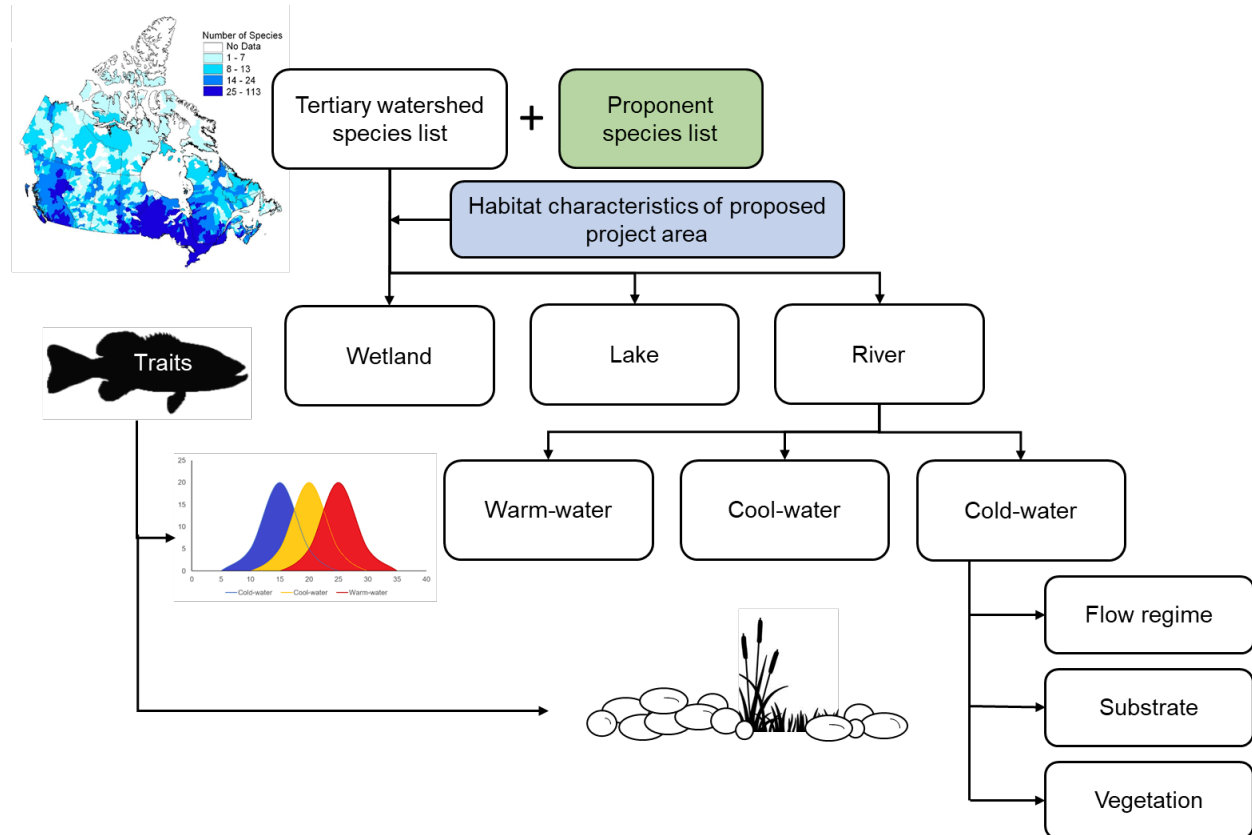 Number of Species
No Data
1 - 7
8 - 13
14 - 24
25 - 113
Tertiary watershed
species list
+
Proponent
species list
Habitat characteristics of proposed
project area
Wetland
Lake
River
Traits
Warm-water
Cool-water
Cold-water
25
20
15
10
5
0
0 5 10 15 20 25 30 35 40
Cold-water Cool-water Warm-water
Flow regime
Substrate
Vegetation